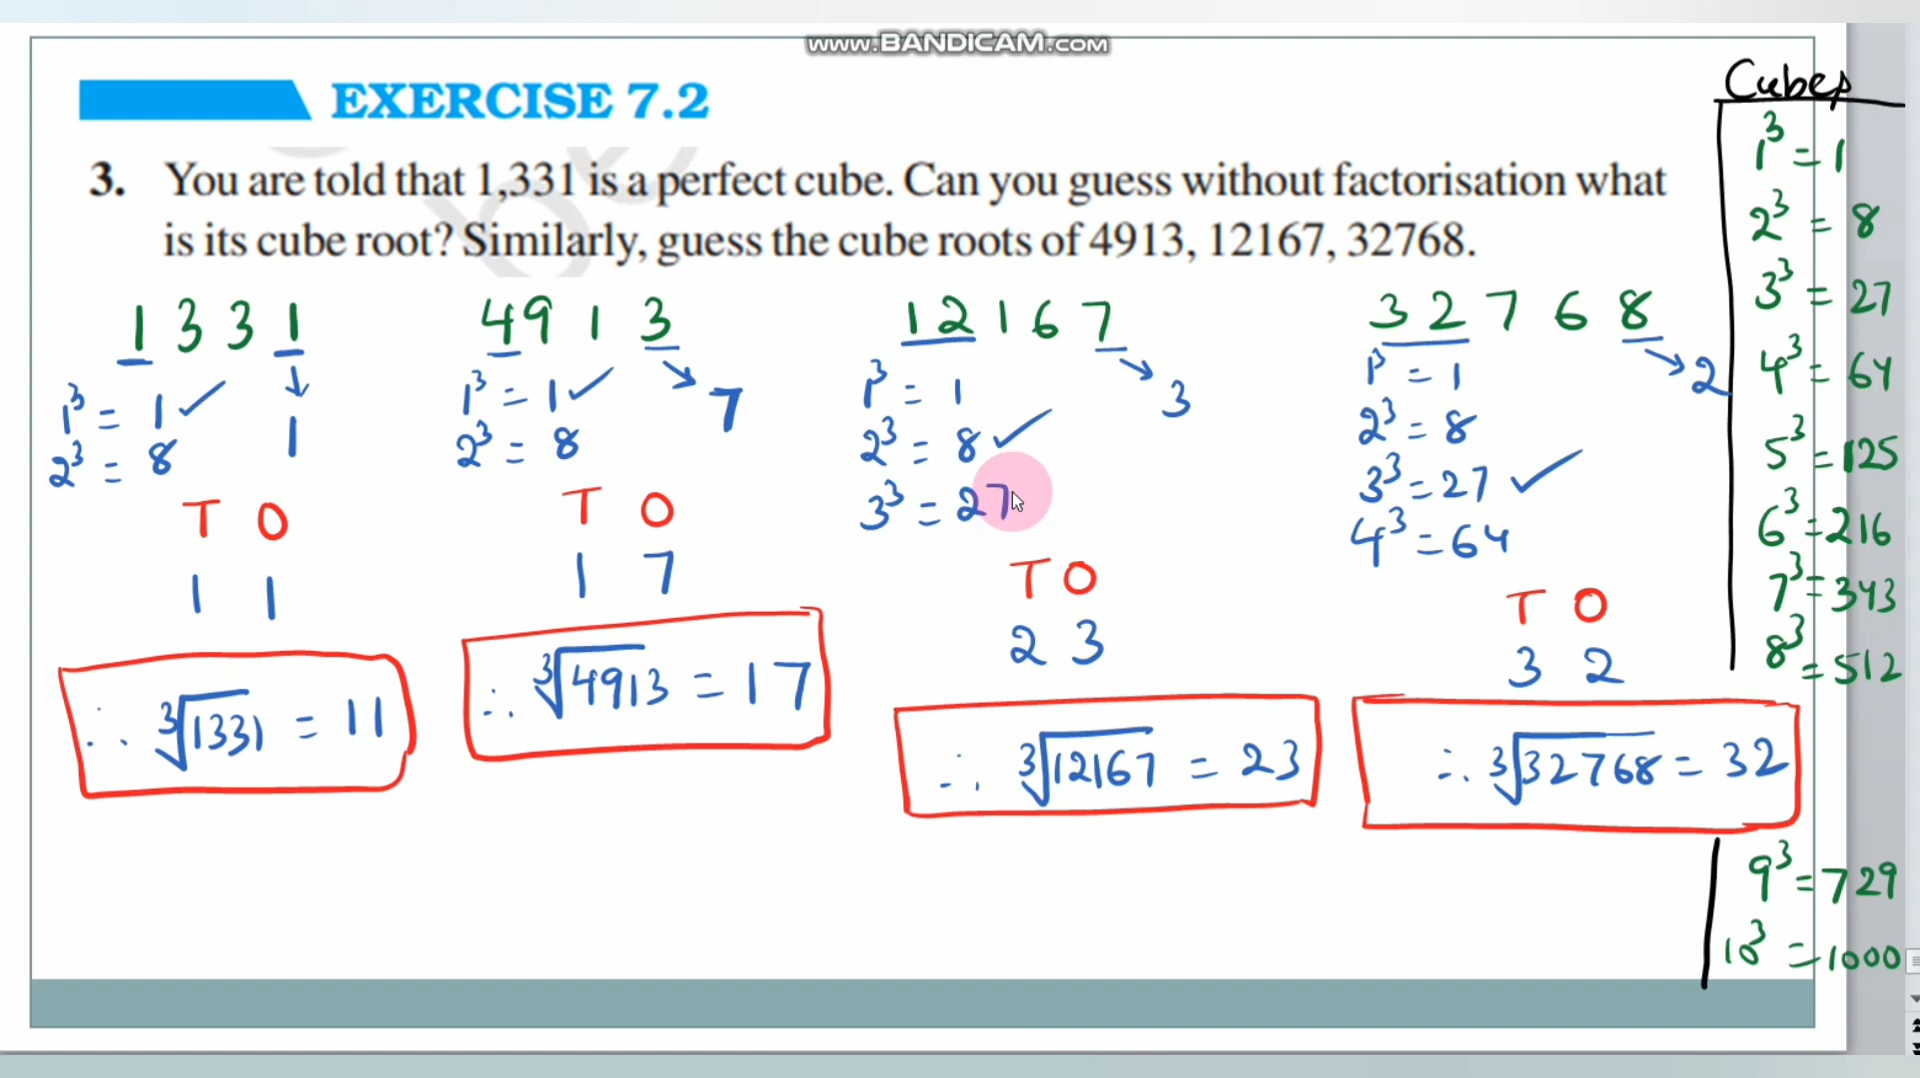 www.BANDICAM.com
EXERCISE 7.2
3. You are told that 1,331 is a perfect cube. Can you guess without factorisation what
is its cube root? Similarly, guess the cube roots of 4913, 12167, 32768.
1 3 3 1
1³ = 1 ✓
1
2³ = 8
T O
1 1
∴ ³√1331 = 11
4 9 1 3
1³ = 1 ✓
7
2³ = 8
T O
1 7
∴ ³√4913 = 17
1 2 1 6 7
1³ = 1
3
2³ = 8 ✓
3³ = 27
T O
2 3
∴ ³√12167 = 23
3 2 7 6 8
1³ = 1
2
2³ = 8
3³ = 27 ✓
4³ = 64
T O
3 2
∴ ³√32768 = 32
Cubes
1³ = 1
2³ = 8
3³ = 27
4³ = 64
5³ = 125
6³ = 216
7³ = 343
8³ = 512
9³ = 729
10³ = 1000